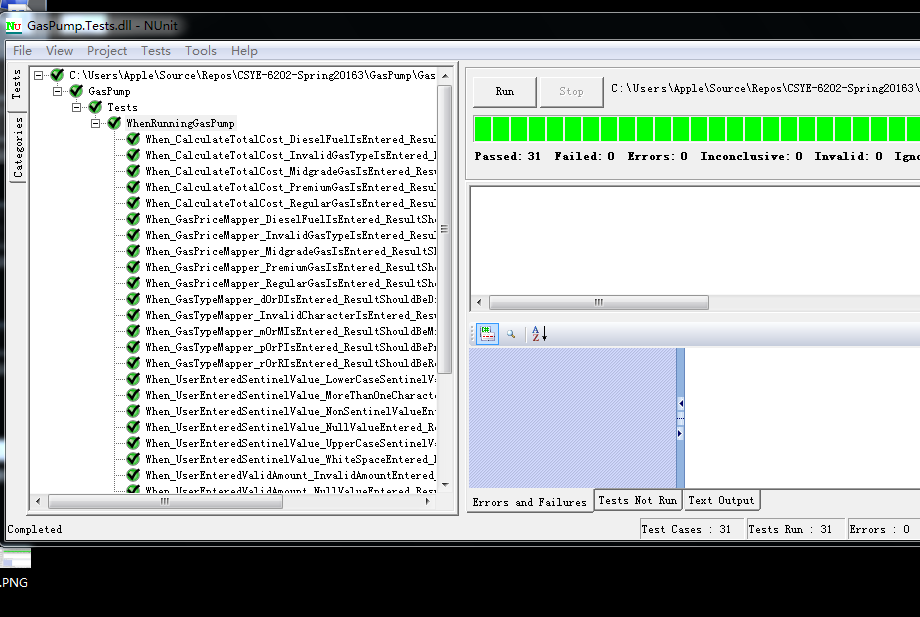 GasPump.Tests.dll - NUnit
File View Project Tests Tools Help
Tests
Categories
C:\Users\Apple\Source\Repos\CSYE-6202-Spring20163\GasPump\Gas
GasPump
Tests
WhenRunningGasPump
When_CalculateTotalCost_DieselFuelIsEntered_Resul
When_CalculateTotalCost_InvalidGasTypeIsEntered_
When_CalculateTotalCost_MidgradeGasIsEntered_Resu
When_CalculateTotalCost_PremiumGasIsEntered_Resul
When_CalculateTotalCost_RegularGasIsEntered_Resul
When_GasPriceMapper_DieselFuelIsEntered_ResultSho
When_GasPriceMapper_InvalidGasTypeIsEntered_Resul
When_GasPriceMapper_MidgradeGasIsEntered_ResultSh
When_GasPriceMapper_PremiumGasIsEntered_ResultSho
When_GasPriceMapper_RegularGasIsEntered_ResultSho
When_GasTypeMapper_dOrDIsEntered_ResultShouldBeD
When_GasTypeMapper_InvalidCharacterIsEntered_Resu
When_GasTypeMapper_mOrMIsEntered_ResultShouldBeM
When_GasTypeMapper_pOrPIsEntered_ResultShouldBeP
When_GasTypeMapper_rOrRIsEntered_ResultShouldBeR
When_UserEnteredSentinelValue_LowerCaseSentinelV
When_UserEnteredSentinelValue_MoreThanOneCharact
When_UserEnteredSentinelValue_NonSentinelValueEn
When_UserEnteredSentinelValue_NullValueEntered_R
When_UserEnteredSentinelValue_UpperCaseSentinelV
When_UserEnteredSentinelValue_WhiteSpaceEntered_
When_UserEnteredValidAmount_InvalidAmountEntered_
When_UserEnteredValidAmount_NullValueEntered_Resu
Run Stop C:\Users\Apple\Source\Repos\CSYE-6202-Spring20163\
Passed: 31 Failed: 0 Errors: 0 Inconclusive: 0 Invalid: 0 Igno
Errors and Failures Tests Not Run Text Output
Completed
Test Cases : 31 Tests Run : 31 Errors : 0
.PNG